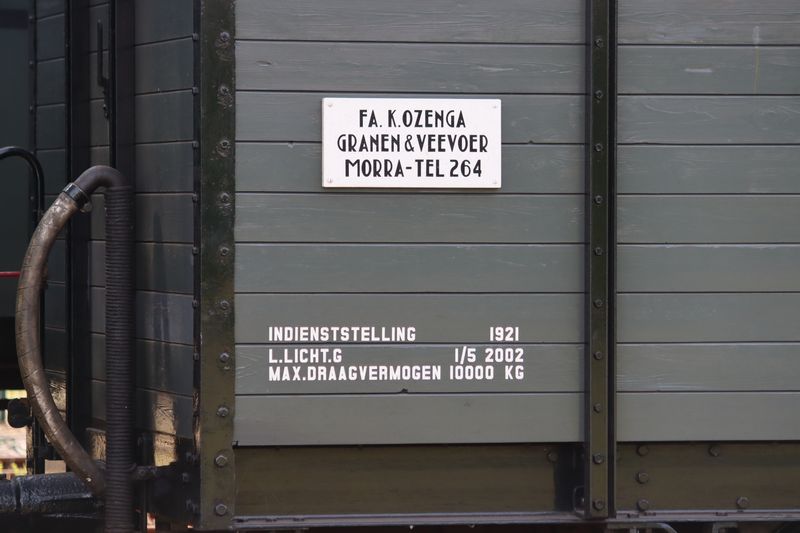 FA. K. OZENGA
GRANEN & VEEVOER
MORRA-TEL 264
INDIENSTSTELLING 1921
L.LICHT.G 1/5 2002
MAX.DRAAGVERMOGEN 10000 KG